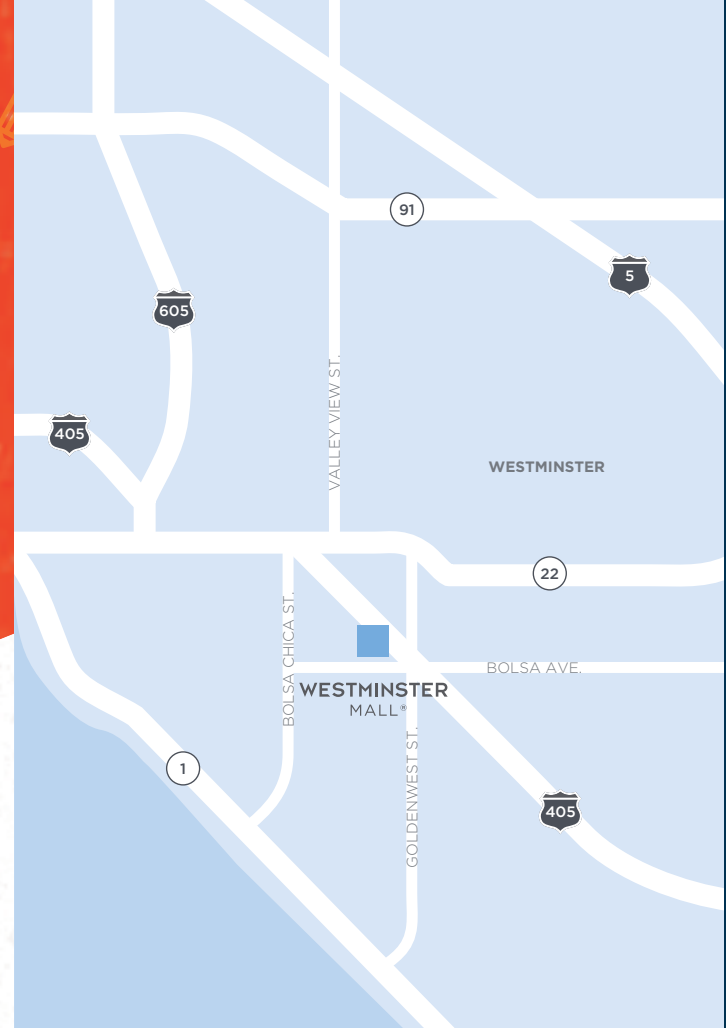 91
5
605
VALLEY VIEW ST.
405
WESTMINSTER
22
BOLSA CHICA ST.
BOLSA AVE.
WESTMINSTER
MALL®
GOLDENWEST ST.
1
405